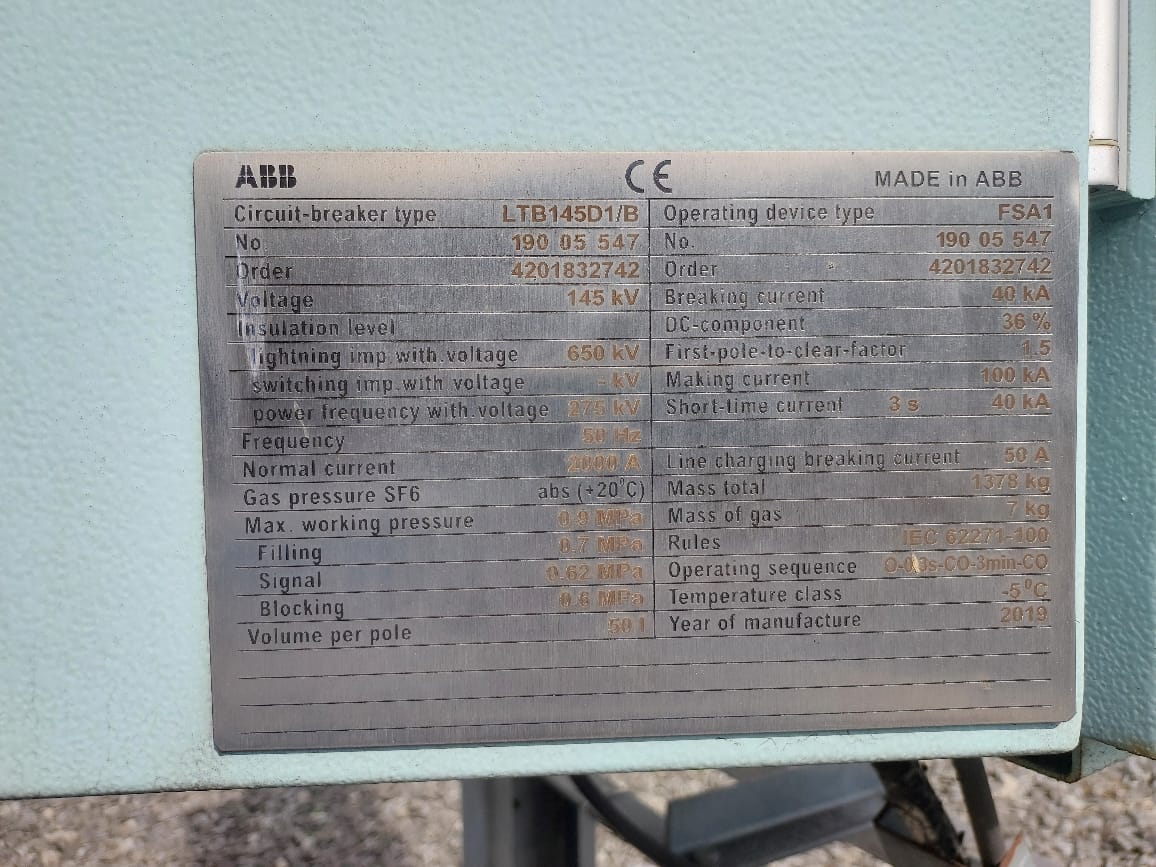 ABB CE MADE in ABB
Circuit-breaker type LTB145D1/B
No 190 05 547
Order 4201832742
Voltage 145 kV
Insulation level
lightning imp.with.voltage 650 kV
switching imp.with voltage - kV
power frequency with.voltage 275 kV
Frequency 50 Hz
Normal current 2000 A
Gas pressure SF6 abs (+20°C)
Max. working pressure 0.9 MPa
Filling 0.7 MPa
Signal 0.62 MPa
Blocking 0.6 MPa
Volume per pole 50 l
Operating device type FSA1
No. 190 05 547
Order 4201832742
Breaking current 40 kA
DC-component 36 %
First-pole-to-clear-factor 1.5
Making current 100 kA
Short-time current 3 s 40 kA
Line charging breaking current 50 A
Mass total 1378 kg
Mass of gas 7 kg
Rules IEC 62271-100
Operating sequence O-0.3s-CO-3min-CO
Temperature class -5°C
Year of manufacture 2019